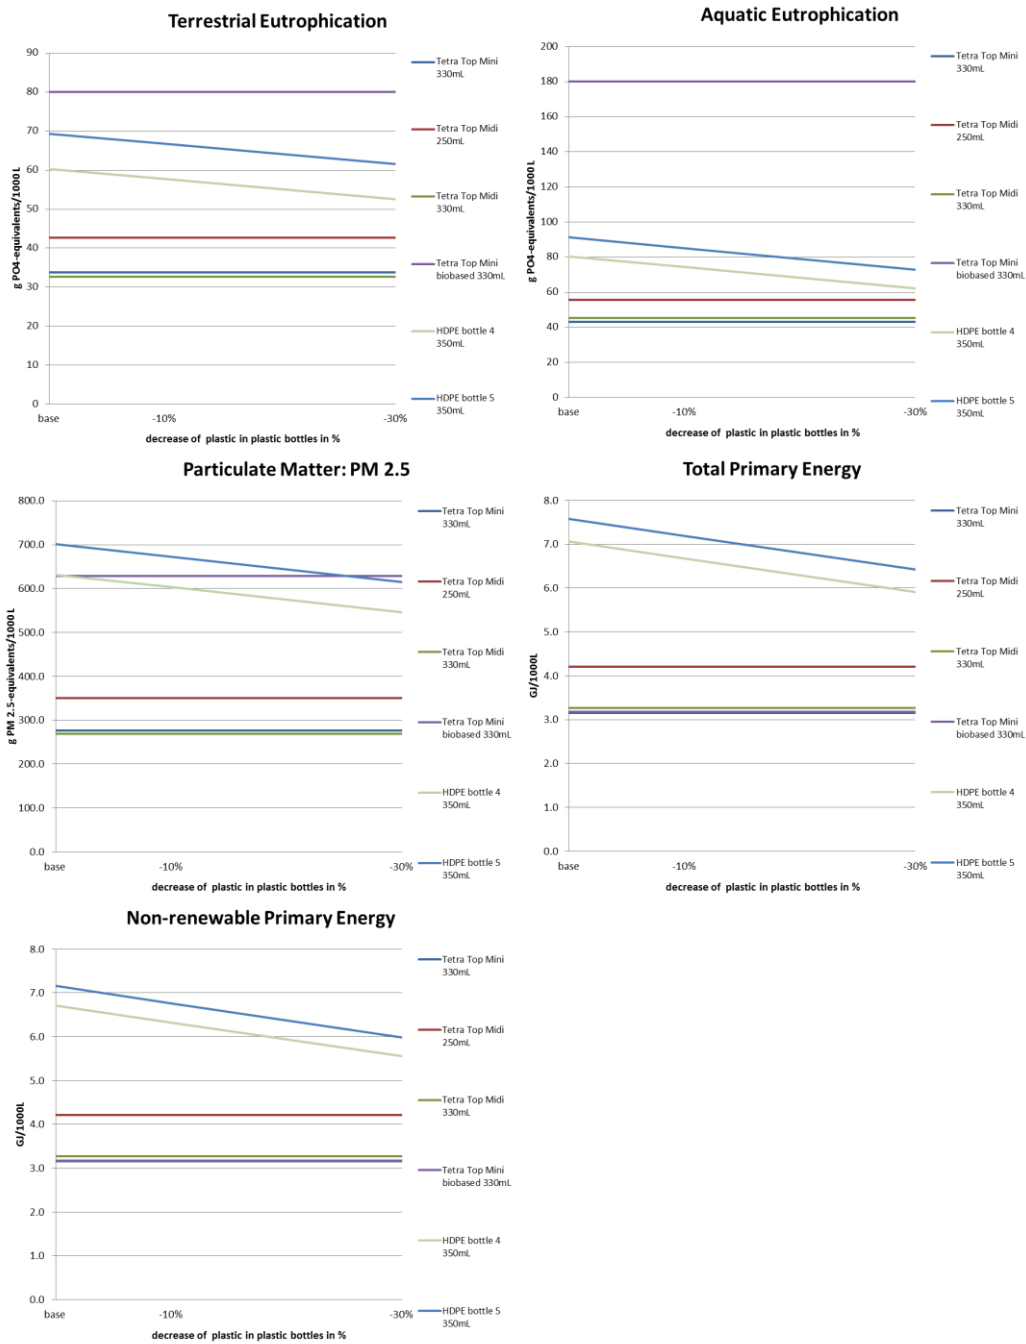 Terrestrial Eutrophication
g PO4-equivalents/1000 L
90
80
70
60
50
40
30
20
10
0
base
-10%
-30%
decrease of plastic in plastic bottles in %
Tetra Top Mini
330mL
Tetra Top Midi
250mL
Tetra Top Midi
330mL
Tetra Top Mini
biobased 330mL
HDPE bottle 4
350mL
HDPE bottle 5
350mL
Aquatic Eutrophication
g PO4-equivalents/1000 L
200
180
160
140
120
100
80
60
40
20
0
base
-10%
-30%
decrease of plastic in plastic bottles in %
Tetra Top Mini
330mL
Tetra Top Midi
250mL
Tetra Top Midi
330mL
Tetra Top Mini
biobased 330mL
HDPE bottle 4
350mL
HDPE bottle 5
350mL
Particulate Matter: PM 2.5
g PM 2.5-equivalents/1000 L
800.0
700.0
600.0
500.0
400.0
300.0
200.0
100.0
0.0
base
-10%
-30%
decrease of plastic in plastic bottles in %
Tetra Top Mini
330mL
Tetra Top Midi
250mL
Tetra Top Midi
330mL
Tetra Top Mini
biobased 330mL
HDPE bottle 4
350mL
HDPE bottle 5
350mL
Total Primary Energy
GJ/1000L
8.0
7.0
6.0
5.0
4.0
3.0
2.0
1.0
0.0
base
-10%
-30%
decrease of plastic in plastic bottles in %
Tetra Top Mini
330mL
Tetra Top Midi
250mL
Tetra Top Midi
330mL
Tetra Top Mini
biobased 330mL
HDPE bottle 4
350mL
HDPE bottle 5
350mL
Non-renewable Primary Energy
GJ/1000L
8.0
7.0
6.0
5.0
4.0
3.0
2.0
1.0
0.0
base
-10%
-30%
decrease of plastic in plastic bottles in %
Tetra Top Mini
330mL
Tetra Top Midi
250mL
Tetra Top Midi
330mL
Tetra Top Mini
biobased 330mL
HDPE bottle 4
350mL
HDPE bottle 5
350mL